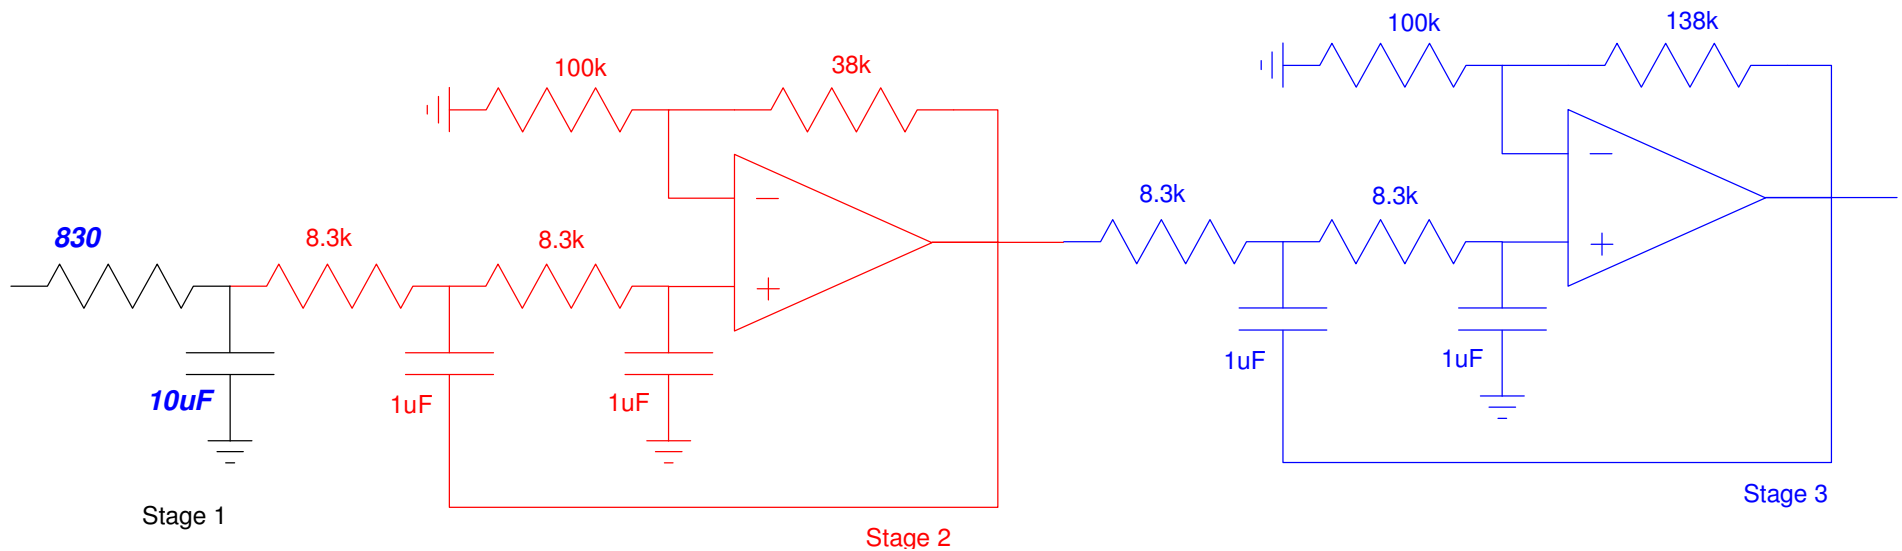 100k
138k
100k
38k
8.3k
8.3k
830
8.3k
8.3k
10uF
1uF
1uF
1uF
1uF
Stage 1
Stage 2
Stage 3